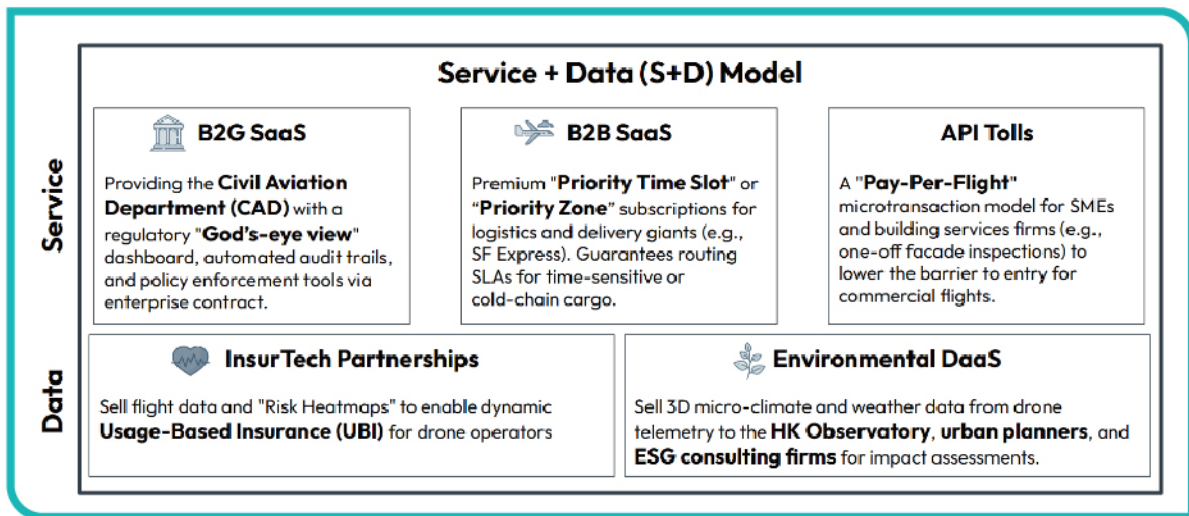 Service + Data (S+D) Model
Service
B2G SaaS
Providing the Civil Aviation
Department (CAD) with a
regulatory "God's-eye view"
dashboard, automated audit trails,
and policy enforcement tools via
enterprise contract.
B2B SaaS
Premium "Priority Time Slot" or
“Priority Zone” subscriptions for
logistics and delivery giants (e.g.,
SF Express). Guarantees routing
SLAs for time-sensitive or
cold-chain cargo.
API Tolls
A "Pay-Per-Flight"
microtransaction model for SMEs
and building services firms (e.g.,
one-off facade inspections) to
lower the barrier to entry for
commercial flights.
Data
InsurTech Partnerships
Sell flight data and "Risk Heatmaps" to enable dynamic
Usage-Based Insurance (UBI) for drone operators
Environmental DaaS
Sell 3D micro-climate and weather data from drone
telemetry to the HK Observatory, urban planners, and
ESG consulting firms for impact assessments.